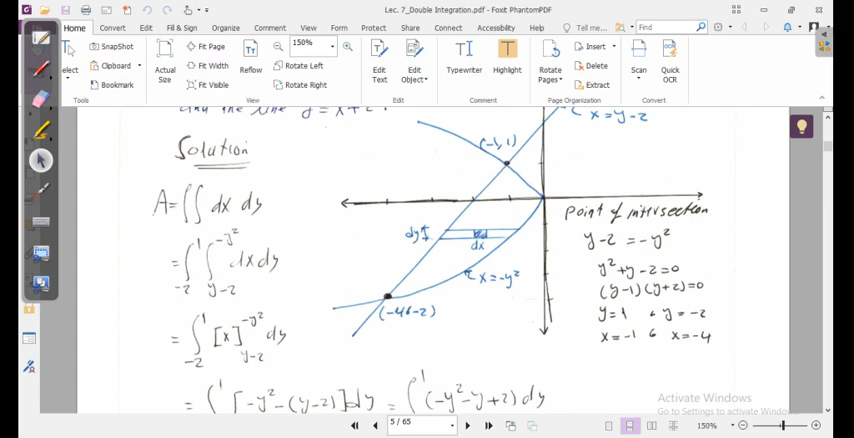 Lec. 7_Double Integration.pdf - Foxit PhantomPDF
Home Convert Edit Fill & Sign Organize Comment View Form Protect Share Connect Accessibility Help Tell me... Find
SnapShot
Clipboard
Bookmark
Tools
Actual Size
Fit Page
Fit Width
Fit Visible
Reflow
150%
Rotate Left
Rotate Right
View
Edit Text
Edit Object
Edit
Typewriter
Highlight
Comment
Rotate Pages
Insert
Delete
Extract
Page Organization
Scan
Quick OCR
Convert
and the line y = x+2 .
x = y-2
Solution
(-1,1)
A = ∬ dx dy
Point of intersection
dy
dx
y-2 = -y²
= ∫_{-2}^{1} ∫_{y-2}^{-y²} dx dy
x = -y²
y²+y-2=0
(y-1)(y+2)=0
(-4,-2)
y=1 , y=-2
= ∫_{-2}^{1} [x]_{y-2}^{-y²} dy
x=-1 , x=-4
= ∫^{1} [-y²-(y-2)]dy = ∫^{1} (-y²-y+2) dy
Activate Windows
Go to Settings to activate Windows.
5 / 65
150%